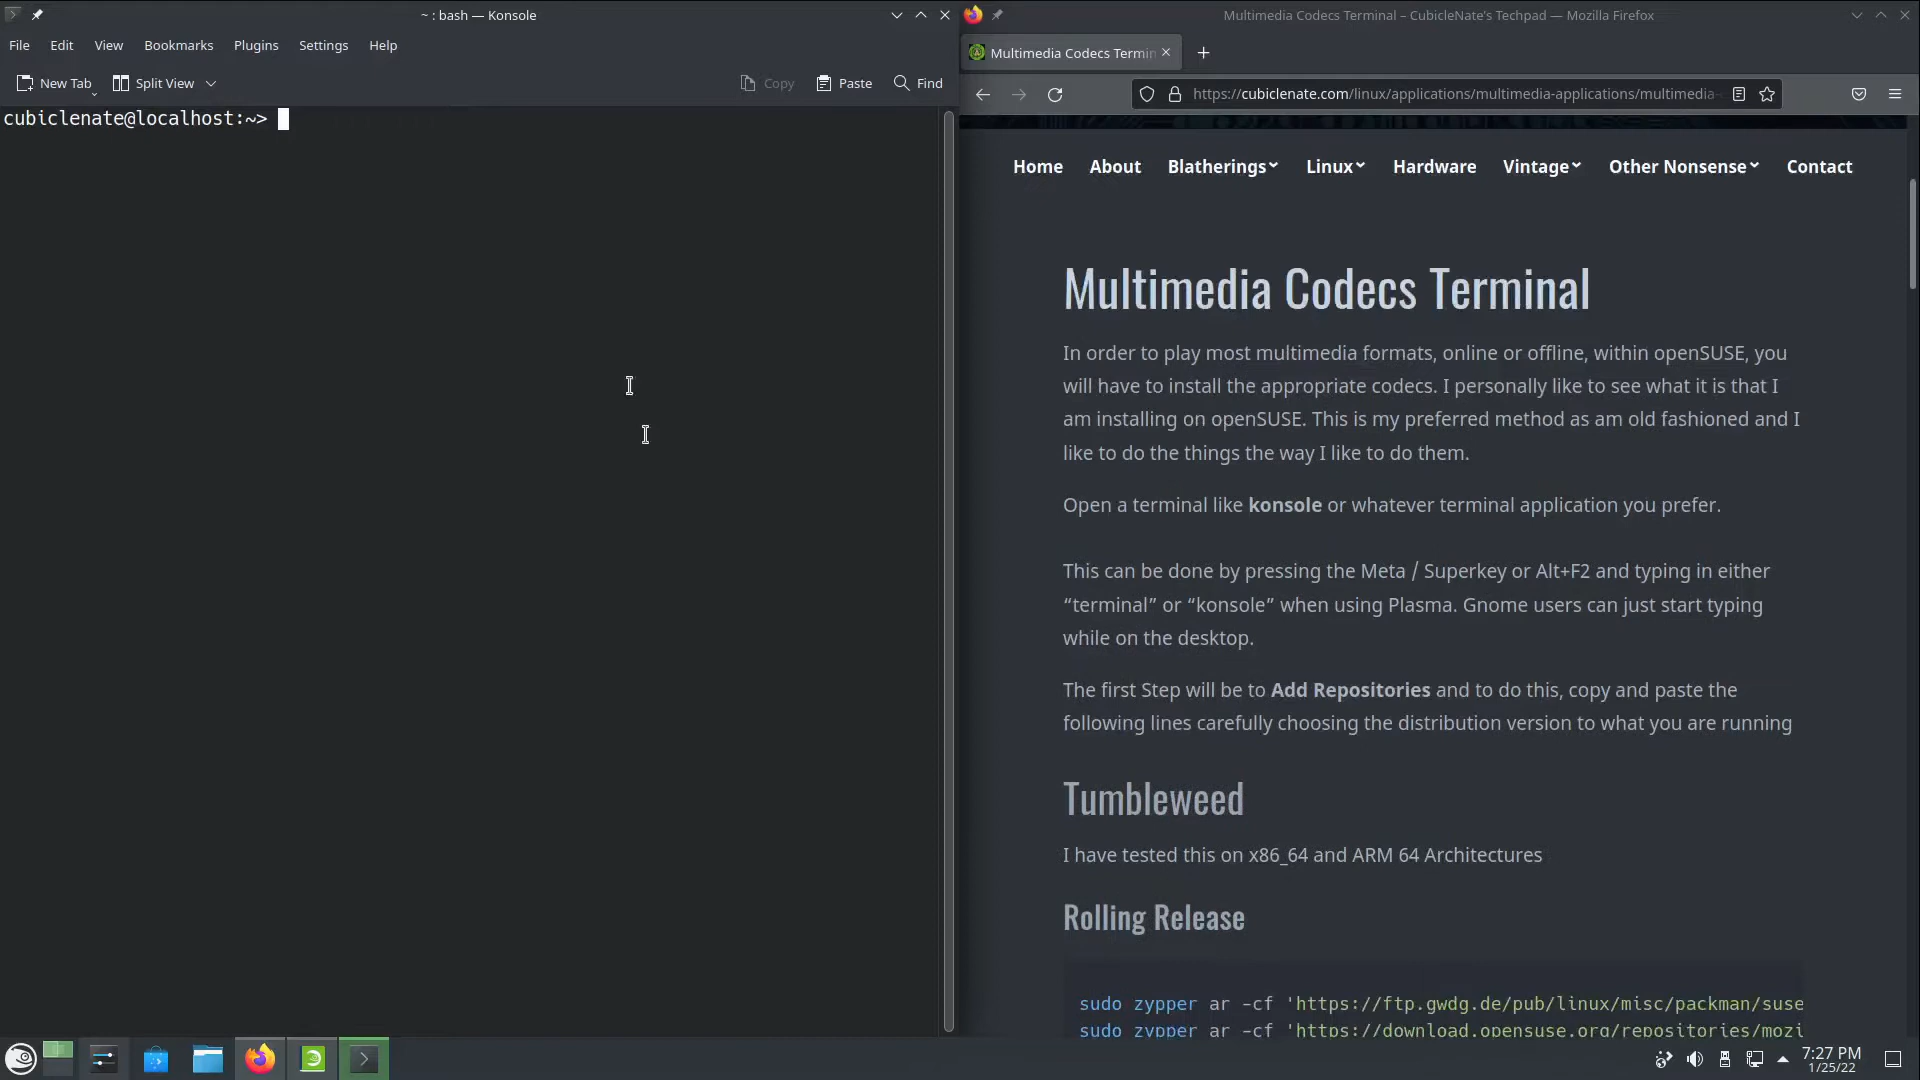 ~ : bash — Konsole
File Edit View Bookmarks Plugins Settings Help
New Tab Split View Copy Paste Find
cubiclenate@localhost:~>
Multimedia Codecs Terminal – CubicleNate's Techpad — Mozilla Firefox
Multimedia Codecs Termin
https://cubiclenate.com/linux/applications/multimedia-applications/multimedia-
Home About Blatherings Linux Hardware Vintage Other Nonsense Contact
Multimedia Codecs Terminal
In order to play most multimedia formats, online or offline, within openSUSE, you
will have to install the appropriate codecs. I personally like to see what it is that I
am installing on openSUSE. This is my preferred method as am old fashioned and I
like to do the things the way I like to do them.
Open a terminal like konsole or whatever terminal application you prefer.
This can be done by pressing the Meta / Superkey or Alt+F2 and typing in either
“terminal” or “konsole” when using Plasma. Gnome users can just start typing
while on the desktop.
The first Step will be to Add Repositories and to do this, copy and paste the
following lines carefully choosing the distribution version to what you are running
Tumbleweed
I have tested this on x86_64 and ARM 64 Architectures
Rolling Release
sudo zypper ar -cf 'https://ftp.gwdg.de/pub/linux/misc/packman/suse
sudo zypper ar -cf 'https://download.opensuse.org/repositories/mozi
7:27 PM
1/25/22